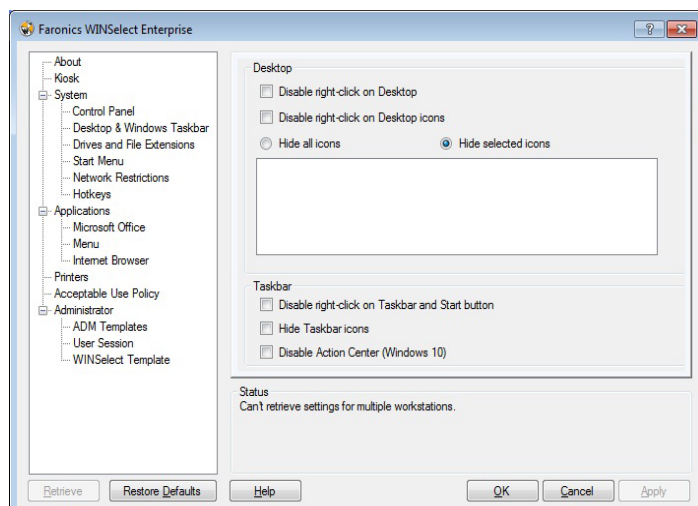 Faronics WINSelect Enterprise
About
Kiosk
System
Control Panel
Desktop & Windows Taskbar
Drives and File Extensions
Start Menu
Network Restrictions
Hotkeys
Applications
Microsoft Office
Menu
Internet Browser
Printers
Acceptable Use Policy
Administrator
ADM Templates
User Session
WINSelect Template
Desktop
Disable right-click on Desktop
Disable right-click on Desktop icons
Hide all icons Hide selected icons
Taskbar
Disable right-click on Taskbar and Start button
Hide Taskbar icons
Disable Action Center (Windows 10)
Status
Can't retrieve settings for multiple workstations.
Retrieve Restore Defaults Help OK Cancel Apply